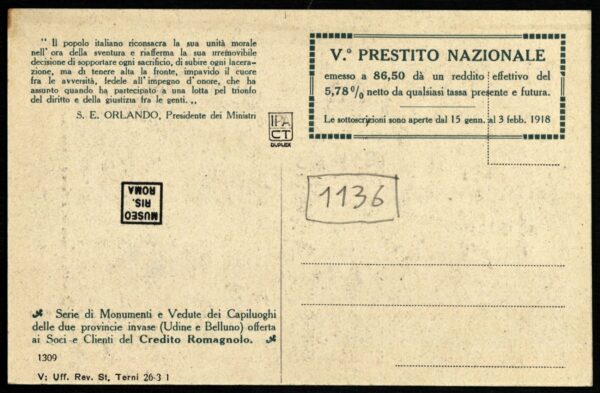 " Il popolo italiano riconsacra la sua unità morale
nell'ora della sventura e riafferma la sua irremovibile
decisione di sopportare ogni sacrificio, di subire ogni lacera-
zione, ma di tenere alta la fronte, impavido il cuore
fra le avversità, fedele all'impegno d'onore, che ha
assunto quando ha partecipato a una lotta pel trionfo
del diritto e della giustizia fra le genti. „
S. E. ORLANDO, Presidente dei Ministri
V.° PRESTITO NAZIONALE
emesso a 86,50 dà un reddito effettivo del
5,78 % netto da qualsiasi tassa presente e futura.
Le sottoscrizioni sono aperte dal 15 genn. al 3 febb. 1918
IPA
CT
DUPLEX
MUSEO
RIS.
ROMA
1136
Serie di Monumenti e Vedute dei Capiluoghi
delle due provincie invase (Udine e Belluno) offerta
ai Soci e Clienti del Credito Romagnolo.
1309
V; Uff. Rev. St. Terni 26-3 1